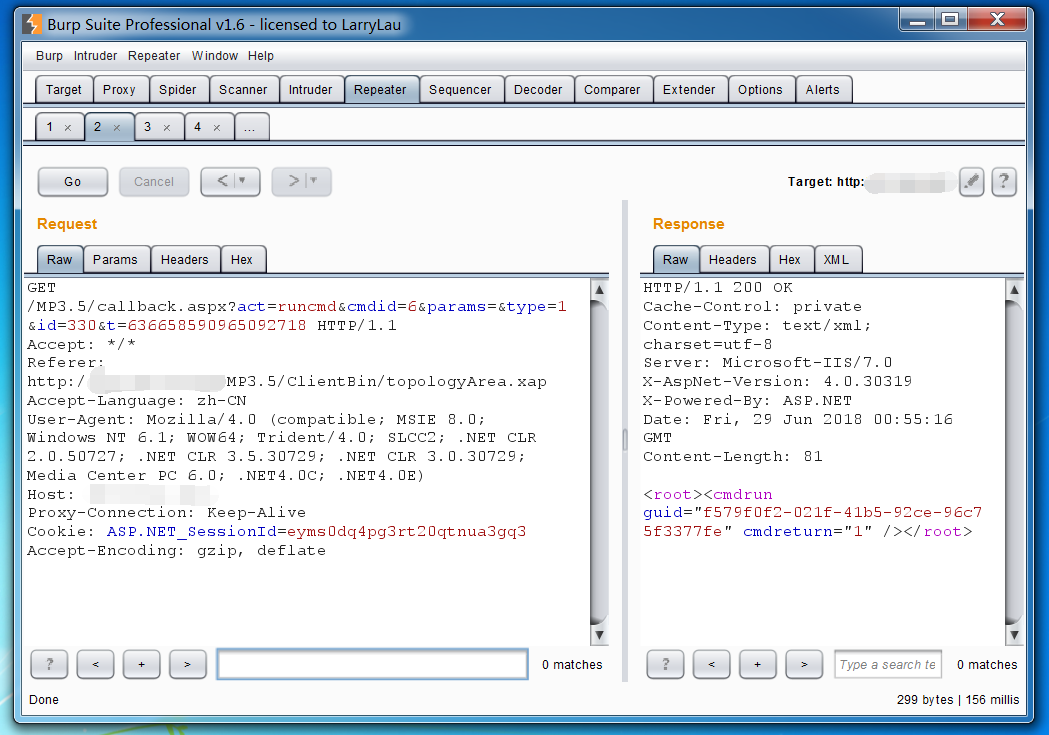 Burp Suite Professional v1.6 - licensed to LarryLau
Burp Intruder Repeater Window Help
Target Proxy Spider Scanner Intruder Repeater Sequencer Decoder Comparer Extender Options Alerts
1 × 2 × 3 × 4 × ...
Go Cancel < | ▼ > | ▼ Target: http: ?
Request
Raw Params Headers Hex
GET
/MP3.5/callback.aspx?act=runcmd&cmdid=6&params=&type=1
&id=330&t=636658590965092718 HTTP/1.1
Accept: */*
Referer:
http:/ MP3.5/ClientBin/topologyArea.xap
Accept-Language: zh-CN
User-Agent: Mozilla/4.0 (compatible; MSIE 8.0;
Windows NT 6.1; WOW64; Trident/4.0; SLCC2; .NET CLR
2.0.50727; .NET CLR 3.5.30729; .NET CLR 3.0.30729;
Media Center PC 6.0; .NET4.0C; .NET4.0E)
Host:
Proxy-Connection: Keep-Alive
Cookie: ASP.NET_SessionId=eyms0dq4pg3rt20qtnua3gq3
Accept-Encoding: gzip, deflate
? < + > 0 matches
Response
Raw Headers Hex XML
HTTP/1.1 200 OK
Cache-Control: private
Content-Type: text/xml;
charset=utf-8
Server: Microsoft-IIS/7.0
X-AspNet-Version: 4.0.30319
X-Powered-By: ASP.NET
Date: Fri, 29 Jun 2018 00:55:16
GMT
Content-Length: 81
<root><cmdrun
guid="f579f0f2-021f-41b5-92ce-96c7
5f3377fe" cmdreturn="1" /></root>
? < + > Type a search te 0 matches
Done 299 bytes | 156 millis